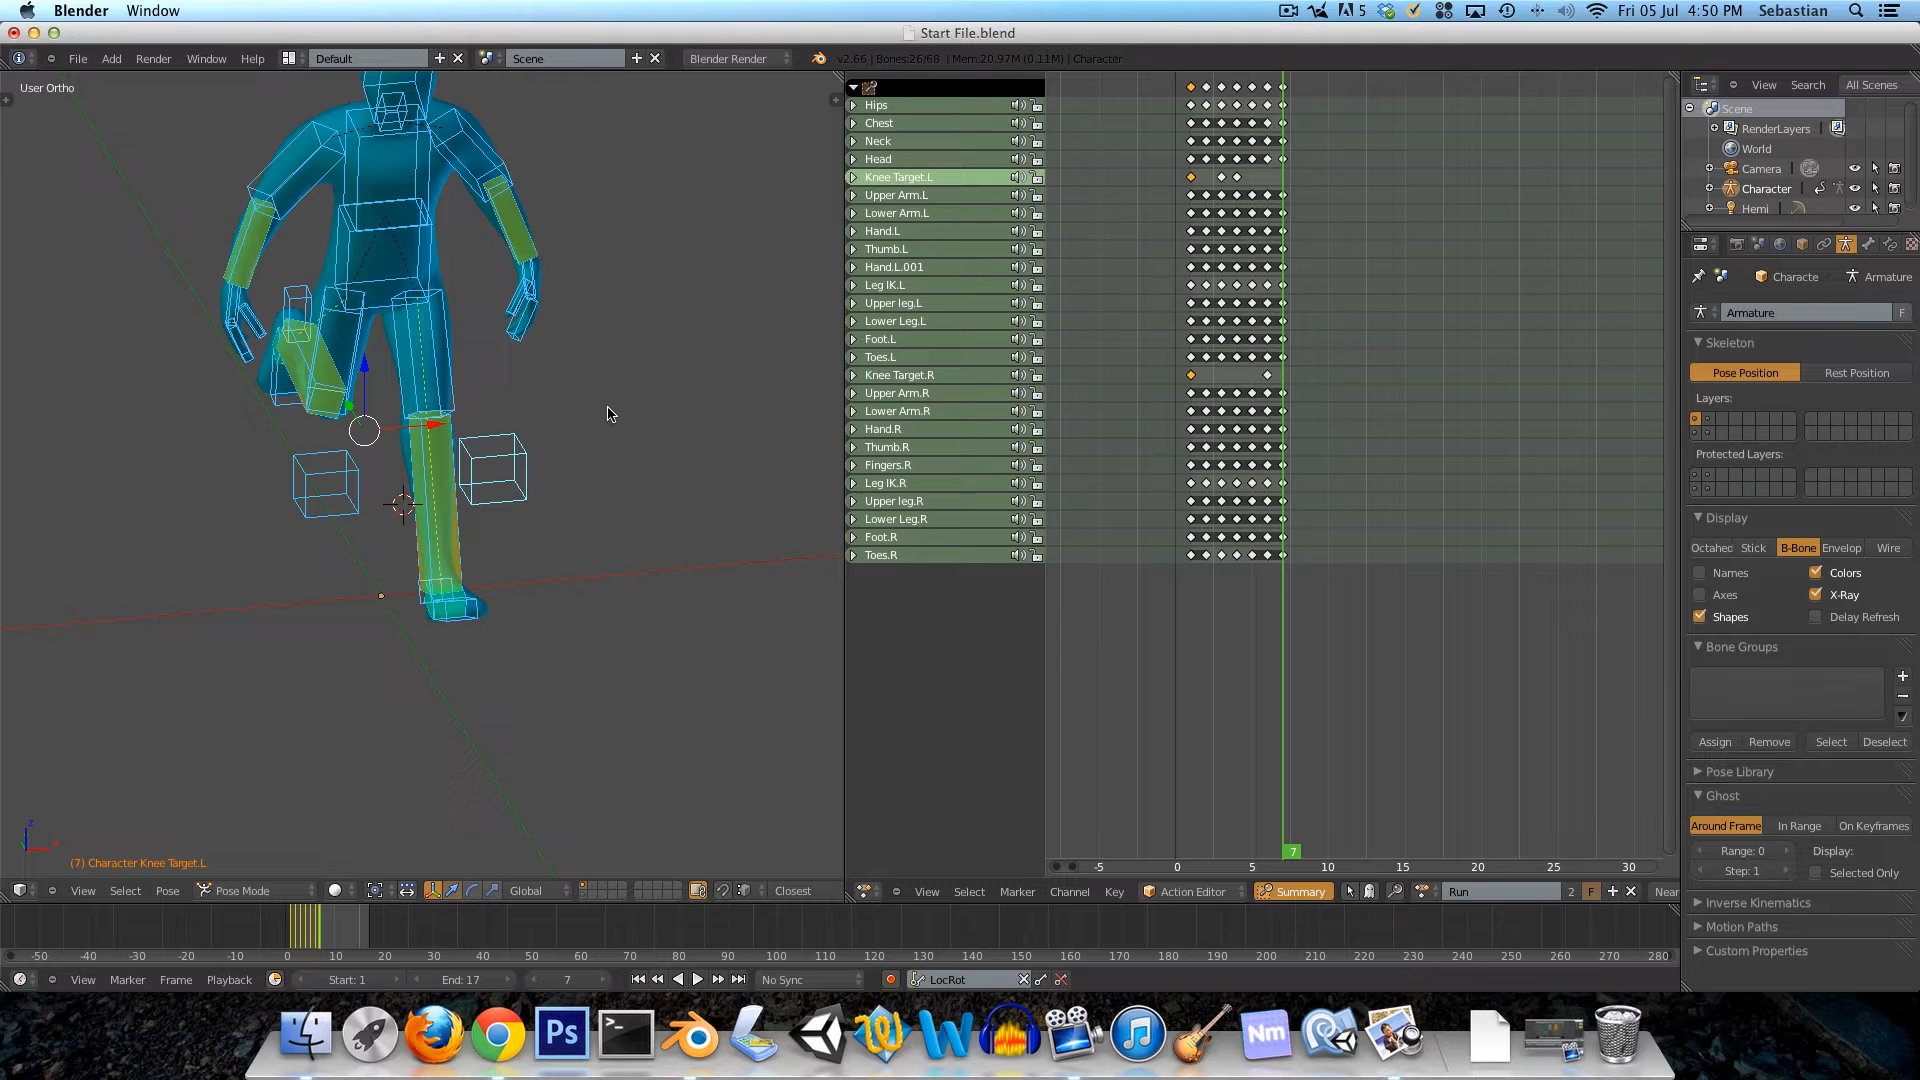 Blender Window
5 Fri 05 Jul 4:50 PM Sebastian
Start File.blend
File Add Render Window Help Default Scene Blender Render v2.66 | Bones:26/68 | Mem:20.97M (0.11M) | Character
User Ortho
View Search All Scenes
Scene
RenderLayers
World
Camera
Character
Hemi
Hips
Chest
Neck
Head
Knee Target.L
Upper Arm.L
Lower Arm.L
Hand.L
Thumb.L
Hand.L.001
Leg IK.L
Upper leg.L
Lower Leg.L
Foot.L
Toes.L
Knee Target.R
Upper Arm.R
Lower Arm.R
Hand.R
Thumb.R
Fingers.R
Leg IK.R
Upper leg.R
Lower Leg.R
Foot.R
Toes.R
Characte Armature
Armature F
Skeleton
Pose Position Rest Position
Layers:
Protected Layers:
Display
Octahed Stick B-Bone Envelop Wire
Names Colors
Axes X-Ray
Shapes Delay Refresh
Bone Groups
Assign Remove Select Deselect
Pose Library
Ghost
Around Frame In Range On Keyframes
Range: 0 Display:
Step: 1 Selected Only
Inverse Kinematics
Motion Paths
Custom Properties
7
-5 0 5 10 15 20 25 30
z
(7) Character Knee Target.L
View Select Pose Pose Mode Global Closest
View Select Marker Channel Key Action Editor Summary Run 2 F Near
-50 -40 -30 -20 -10 0 10 20 30 40 50 60 70 80 90 100 110 120 130 140 150 160 170 180 190 200 210 220 230 240 250 260 270 280
View Marker Frame Playback Start: 1 End: 17 7 No Sync LocRot
Ps W Nm